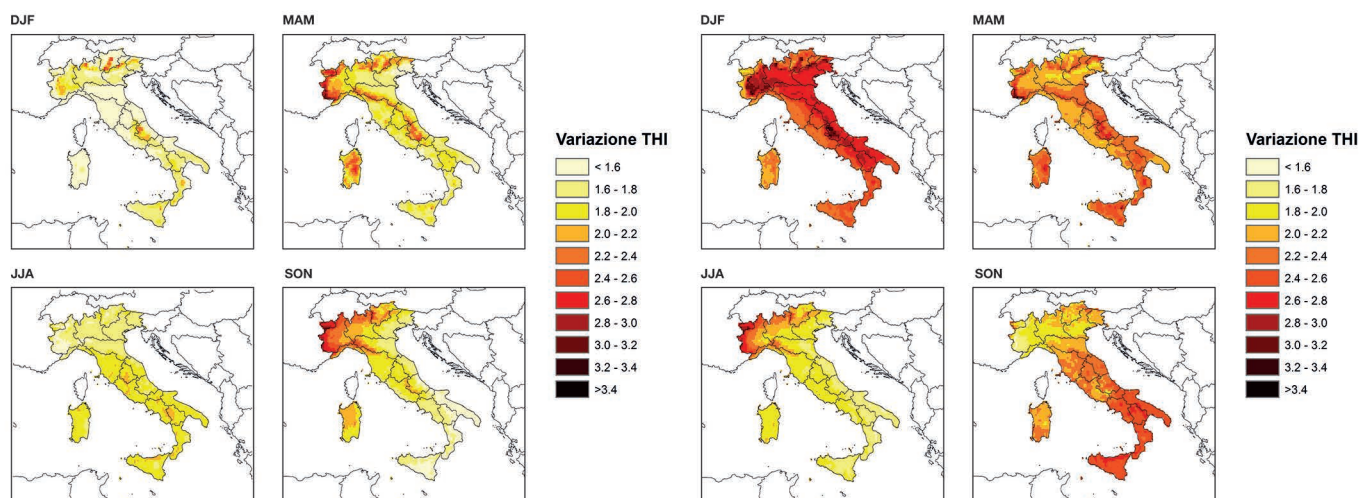 DJF
MAM
JJA
SON
Variazione THI
< 1.6
1.6 - 1.8
1.8 - 2.0
2.0 - 2.2
2.2 - 2.4
2.4 - 2.6
2.6 - 2.8
2.8 - 3.0
3.0 - 3.2
3.2 - 3.4
>3.4
DJF
MAM
JJA
SON
Variazione THI
< 1.6
1.6 - 1.8
1.8 - 2.0
2.0 - 2.2
2.2 - 2.4
2.4 - 2.6
2.6 - 2.8
2.8 - 3.0
3.0 - 3.2
3.2 - 3.4
>3.4